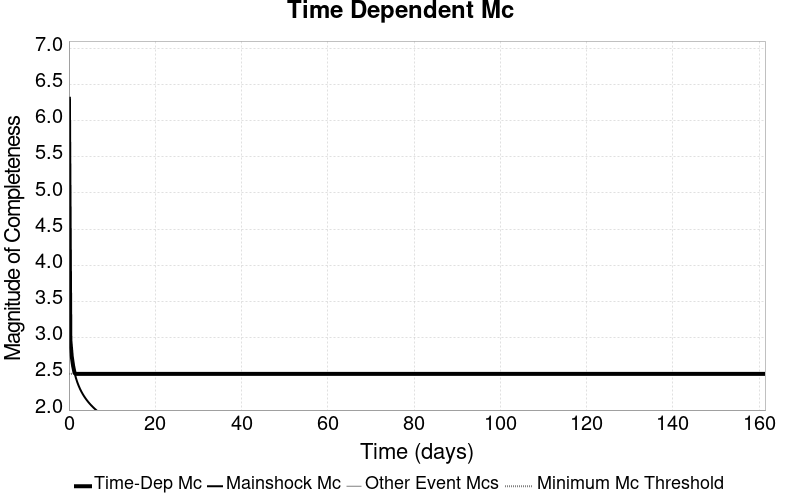 Time Dependent Mc
Magnitude of Completeness
7.0
6.5
6.0
5.5
5.0
4.5
4.0
3.5
3.0
2.5
2.0
0 20 40 60 80 100 120 140 160
Time (days)
Time-Dep Mc Mainshock Mc Other Event Mcs Minimum Mc Threshold